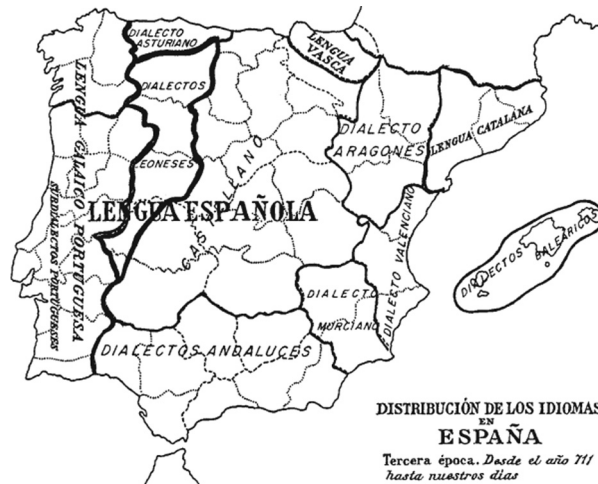 DIALECTO
ASTURIANO
LENGUA
VASCA
DIALECTOS
LEONESES
LENGUA GALAICO PORTUGUESA
SUBDIALECTOS PORTUGUESES
DIALECTO
ARAGONES
LENGUA CATALANA
CASTELLANO
LENGUA ESPAÑOLA
DIALECTO VALENCIANO
DIALECTOS BALEÁRICOS
DIALECTO
MURCIANO
DIALECTOS ANDALUCES
DISTRIBUCIÓN DE LOS IDIOMAS
EN
ESPAÑA
Tercera época. Desde el año 711
hasta nuestros días